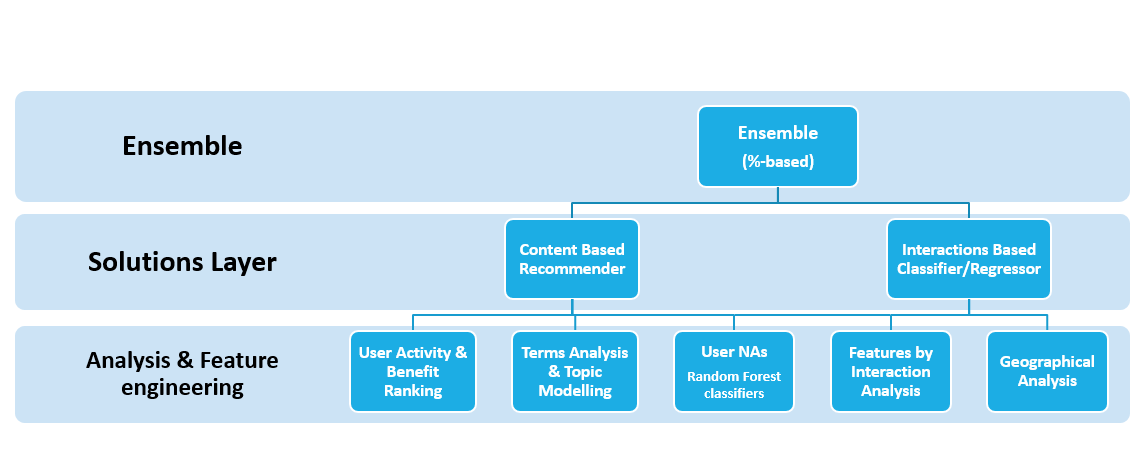 Ensemble
Ensemble
(%-based)
Solutions Layer
Content Based
Recommender
Interactions Based
Classifier/Regressor
Analysis & Feature
engineering
User Activity &
Benefit
Ranking
Terms Analysis
& Topic
Modelling
User NAs
Random Forest
classifiers
Features by
Interaction
Analysis
Geographical
Analysis